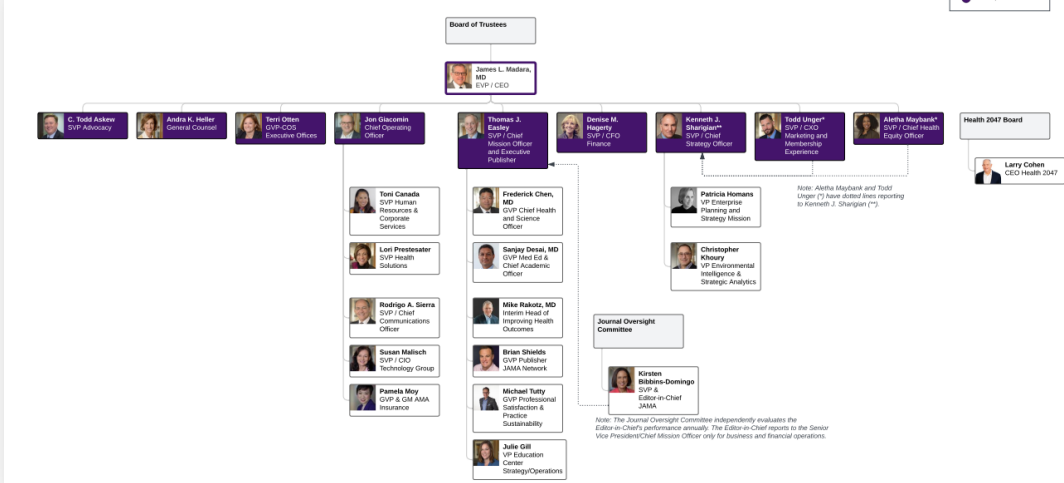 Board of Trustees
James L. Madara,
MD
EVP / CEO
C. Todd Askew
SVP Advocacy
Andra K. Heller
General Counsel
Terri Otten
GVP-COS
Executive Offices
Jon Giacomin
Chief Operating
Officer
Thomas J.
Easley
SVP / Chief
Mission Officer
and Executive
Publisher
Denise M.
Hagerty
SVP / CFO
Finance
Kenneth J.
Sharigian**
SVP / Chief
Strategy Officer
Todd Unger*
SVP / CXO
Marketing and
Membership
Experience
Aletha Maybank*
SVP / Chief Health
Equity Officer
Health 2047 Board
Larry Cohen
CEO Health 2047
Toni Canada
SVP Human
Resources &
Corporate
Services
Lori Prestesater
SVP Health
Solutions
Rodrigo A. Sierra
SVP / Chief
Communications
Officer
Susan Malisch
SVP / CIO
Technology Group
Pamela Moy
GVP & GM AMA
Insurance
Frederick Chen,
MD
GVP Chief Health
and Science
Officer
Sanjay Desai, MD
GVP Med Ed &
Chief Academic
Officer
Mike Rakotz, MD
Interim Head of
Improving Health
Outcomes
Brian Shields
GVP Publisher
JAMA Network
Michael Tutty
GVP Professional
Satisfaction &
Practice
Sustainability
Julie Gill
VP Education
Center
Strategy/Operations
Patricia Homans
VP Enterprise
Planning and
Strategy Mission
Christopher
Khoury
VP Environmental
Intelligence &
Strategic Analytics
Note: Aletha Maybank and Todd
Unger (*) have dotted lines reporting
to Kenneth J. Sharigian (**).
Journal Oversight
Committee
Kirsten
Bibbins-Domingo
SVP &
Editor-in-Chief
JAMA
Note: The Journal Oversight Committee independently evaluates the
Editor-in-Chief's performance annually. The Editor-in-Chief reports to the Senior
Vice President/Chief Mission Officer only for business and financial operations.